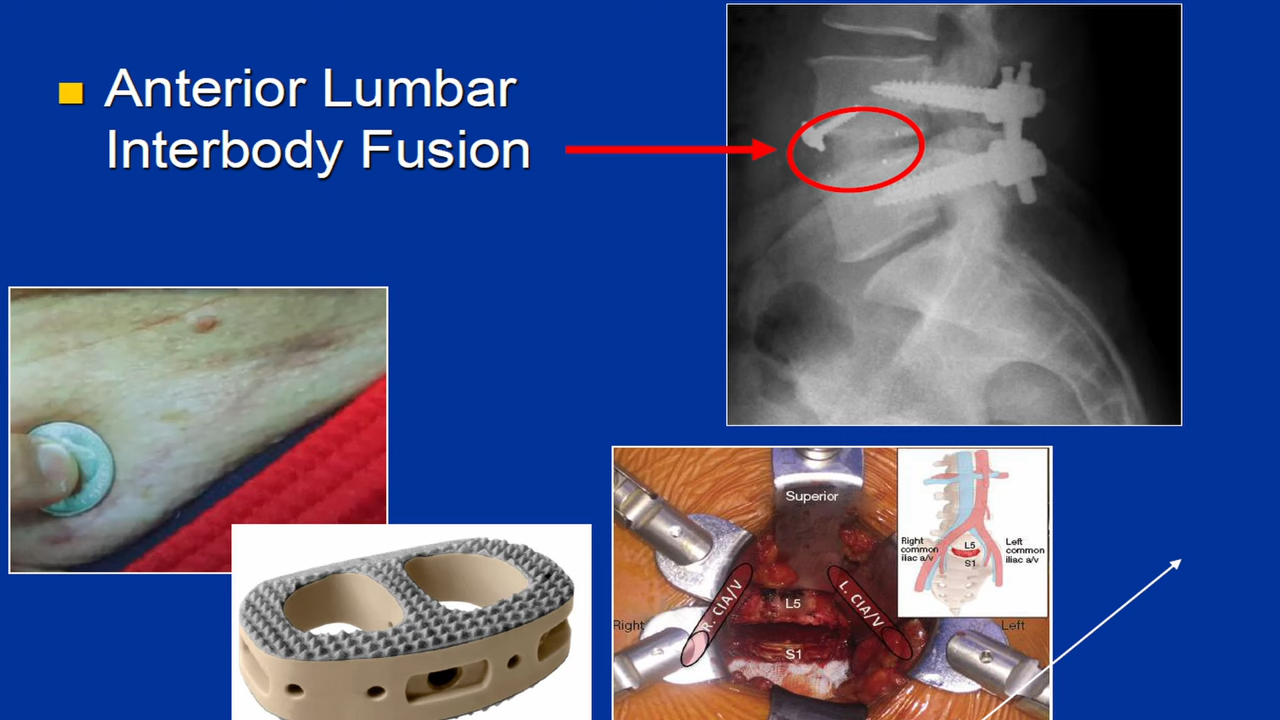 Anterior Lumbar
Interbody Fusion
Superior
Right
common
iliac a/v
L5
S1
Left
common
iliac a/v
R. CIA/V
L. CIA/V
L5
S1
Right
Left